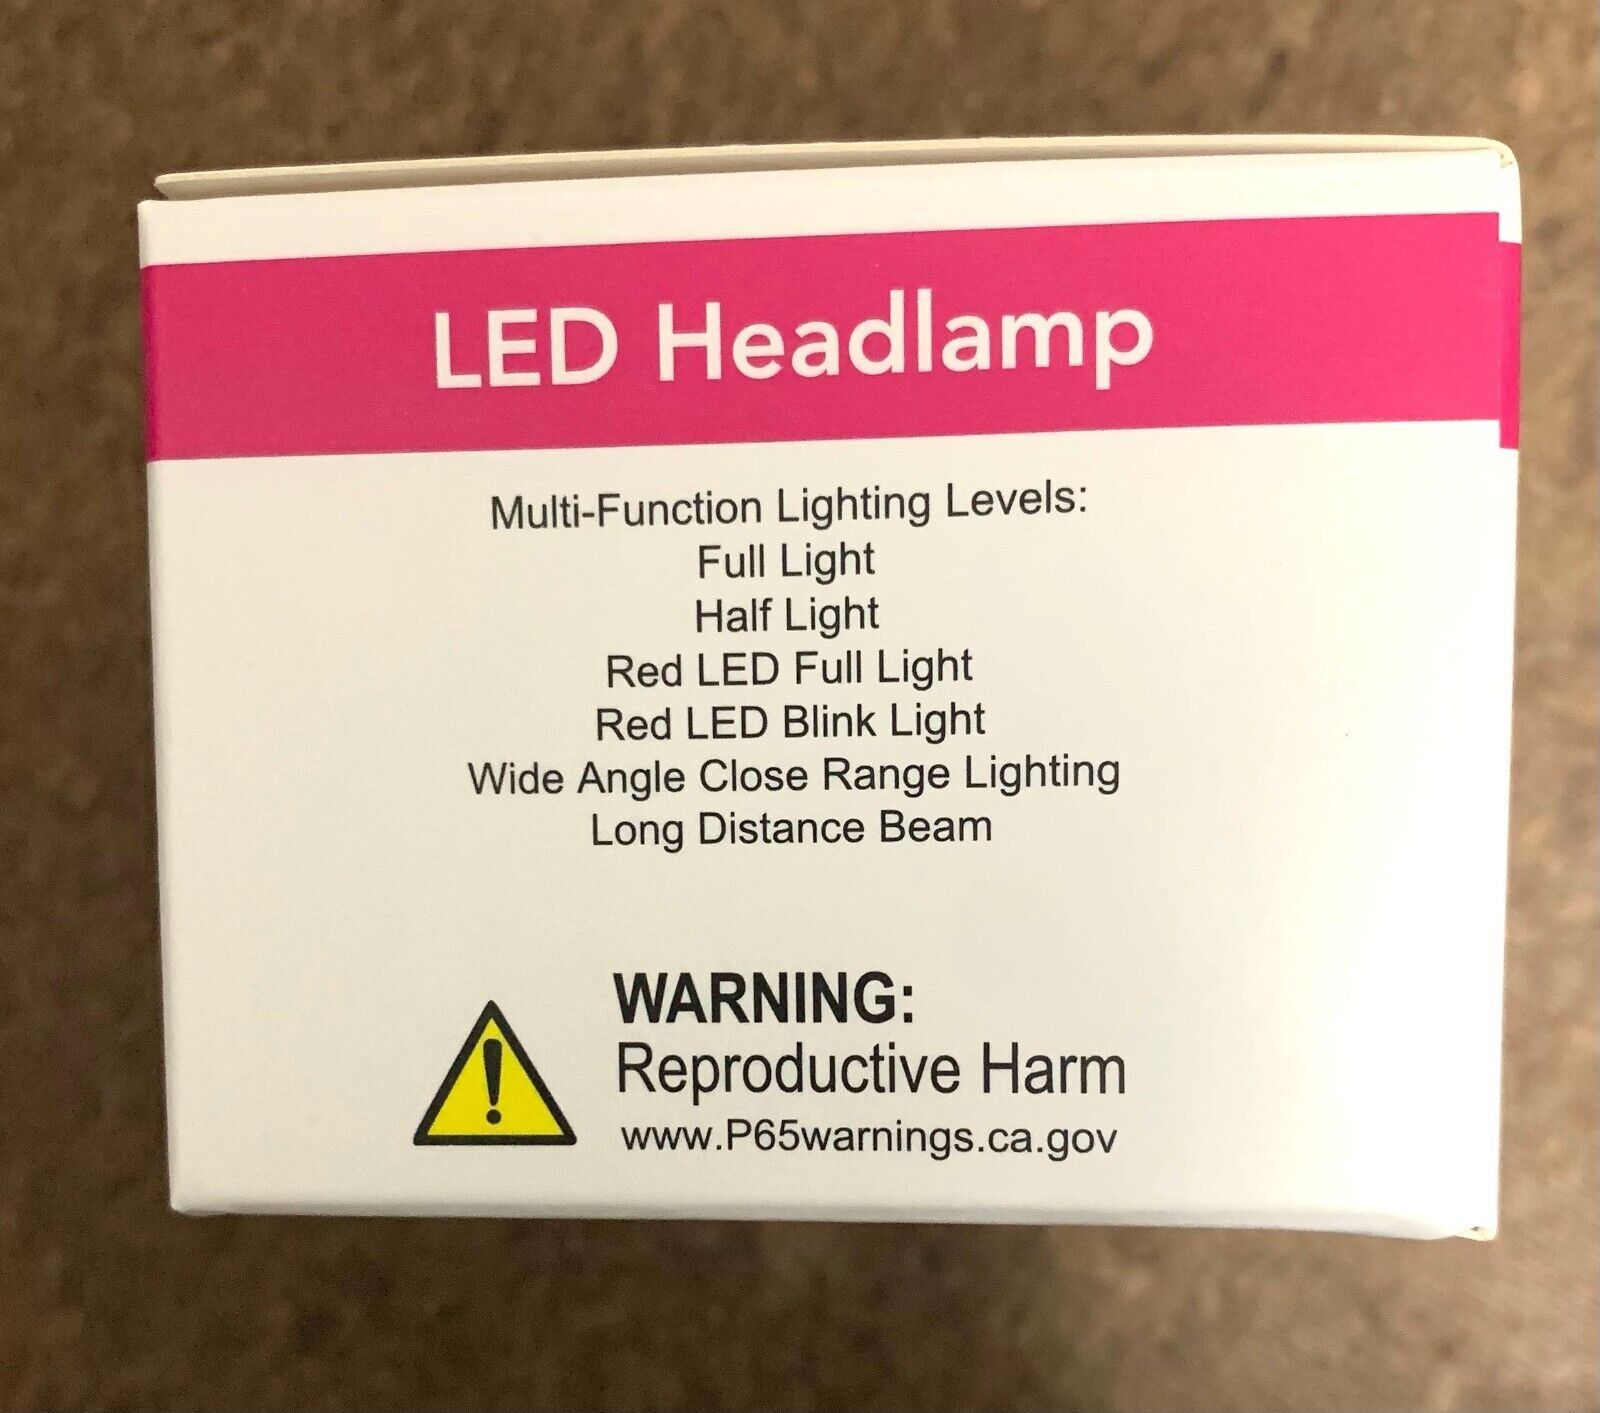 LED Headlamp
Multi-Function Lighting Levels:
Full Light
Half Light
Red LED Full Light
Red LED Blink Light
Wide Angle Close Range Lighting
Long Distance Beam
WARNING:
Reproductive Harm
www.P65warnings.ca.gov